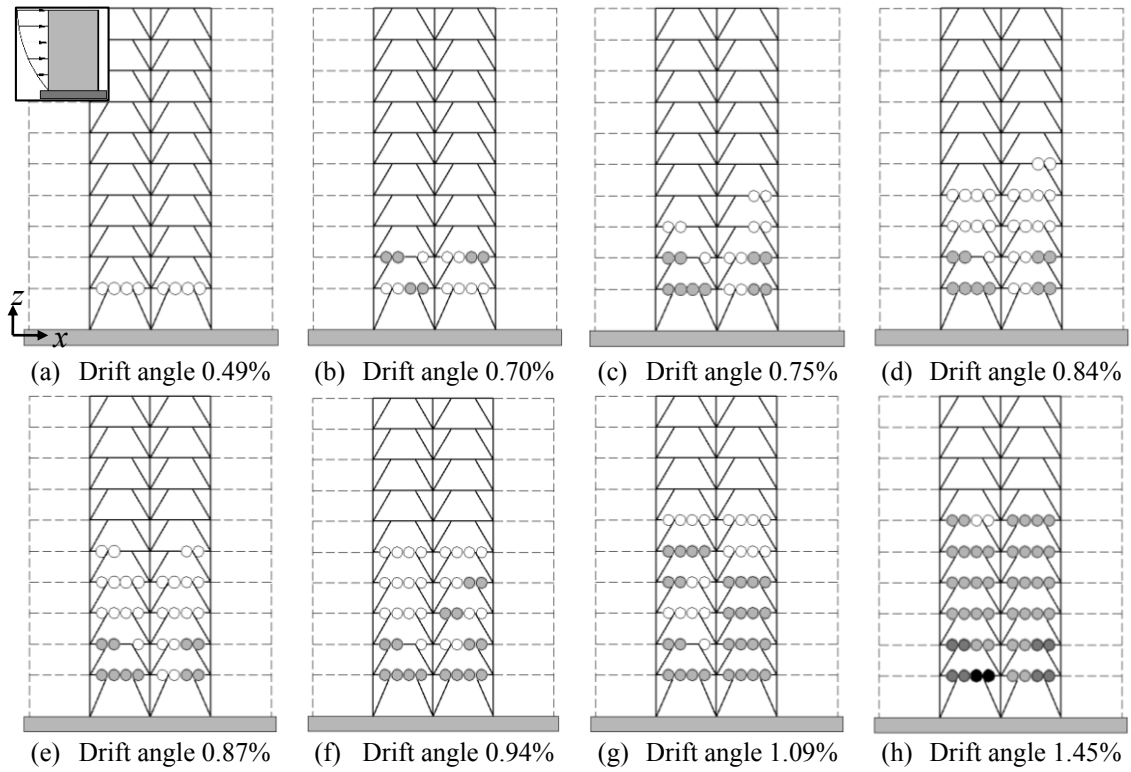 z
x
(a) Drift angle 0.49%
(b) Drift angle 0.70%
(c) Drift angle 0.75%
(d) Drift angle 0.84%
(e) Drift angle 0.87%
(f) Drift angle 0.94%
(g) Drift angle 1.09%
(h) Drift angle 1.45%